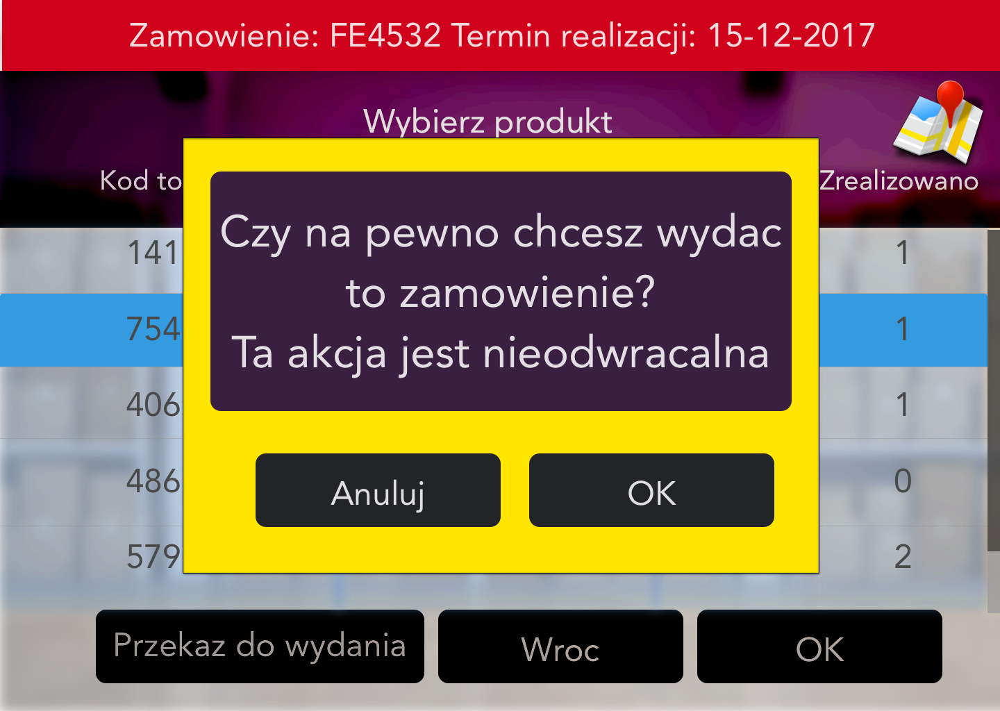 Zamowienie: FE4532 Termin realizacji: 15-12-2017
Wybierz produkt
Kod to
Zrealizowano
Czy na pewno chcesz wydac
to zamowienie?
Ta akcja jest nieodwracalna
Anuluj
OK
141
1
754
1
406
1
486
0
579
2
Przekaz do wydania
Wroc
OK